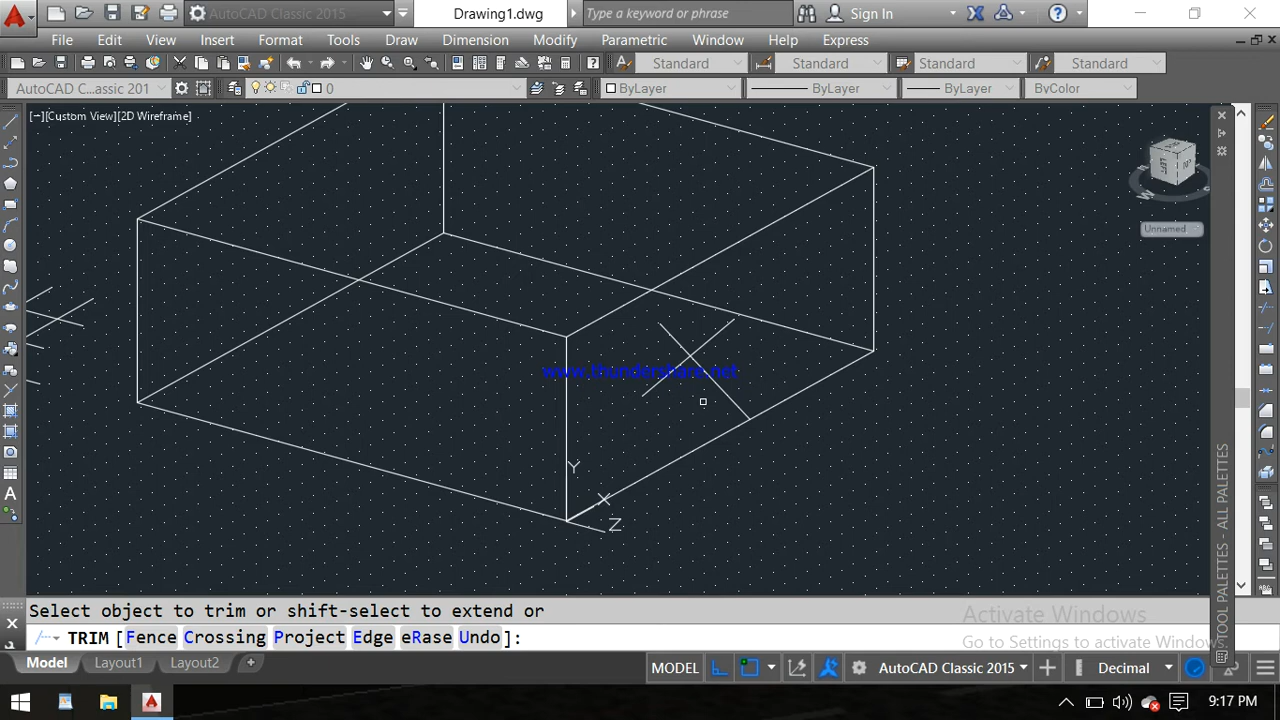 AutoCAD Classic 2015
Drawing1.dwg
Type a keyword or phrase
Sign In
File Edit View Insert Format Tools Draw Dimension Modify Parametric Window Help Express
Standard Standard Standard Standard
AutoCAD C...assic 201
0
ByLayer ByLayer ByLayer ByColor
[−][Custom View][2D Wireframe]
Unnamed
www.thundershare.net
Y
X
Z
TOOL PALETTES - ALL PALETTES
Select object to trim or shift-select to extend or
TRIM [Fence Crossing Project Edge eRase Undo]:
Activate Windows
Go to Settings to activate Windows.
Model Layout1 Layout2
MODEL
AutoCAD Classic 2015
Decimal
9:17 PM